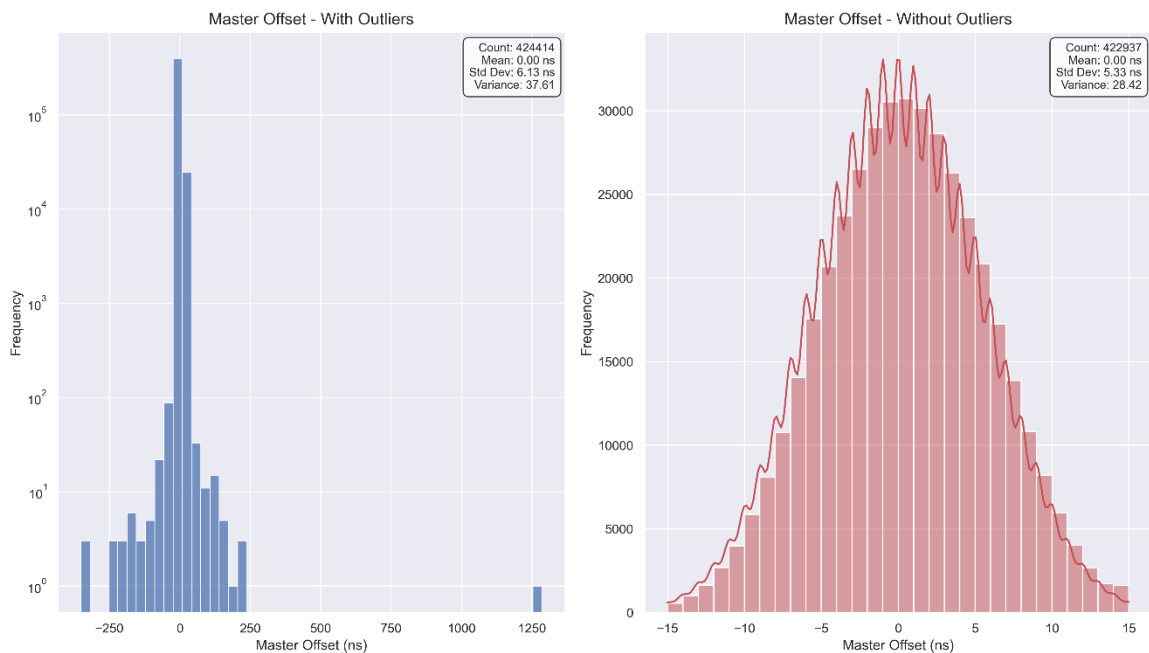 Master Offset - With Outliers
Count: 424414
Mean: 0.00 ns
Std Dev: 6.13 ns
Variance: 37.61
10^5
10^4
10^3
10^2
10^1
10^0
Frequency
−250
0
250
500
750
1000
1250
Master Offset (ns)
Master Offset - Without Outliers
Count: 422937
Mean: 0.00 ns
Std Dev: 5.33 ns
Variance: 28.42
30000
25000
20000
15000
10000
5000
0
Frequency
−15
−10
−5
0
5
10
15
Master Offset (ns)